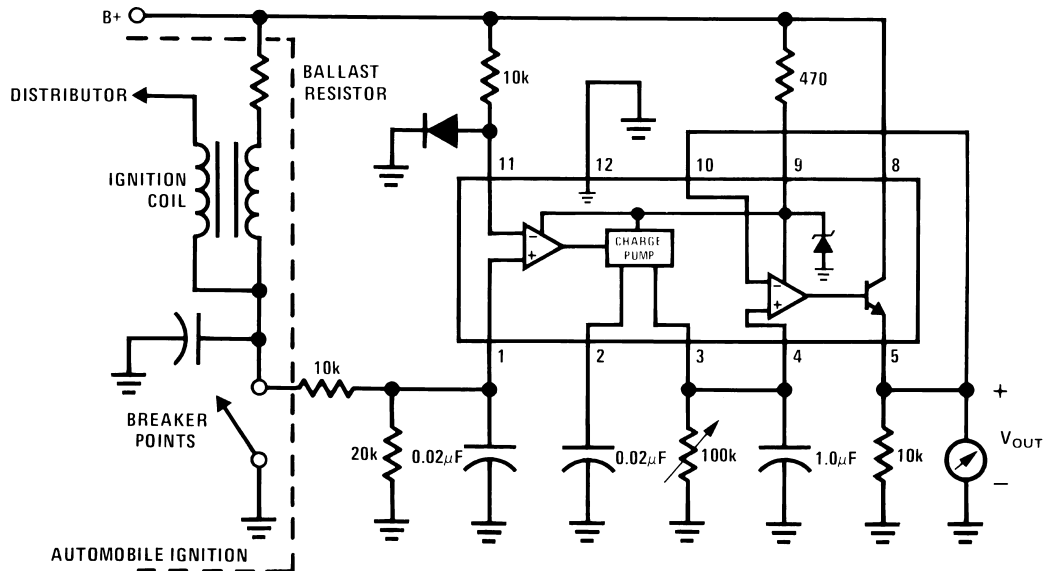 B+
BALLAST
RESISTOR
DISTRIBUTOR
IGNITION
COIL
10k
470
11
12
10
9
8
−
+
CHARGE
PUMP
−
+
1
2
3
4
5
10k
BREAKER
POINTS
20k
0.02μF
0.02μF
100k
1.0μF
10k
+
VOUT
−
AUTOMOBILE IGNITION